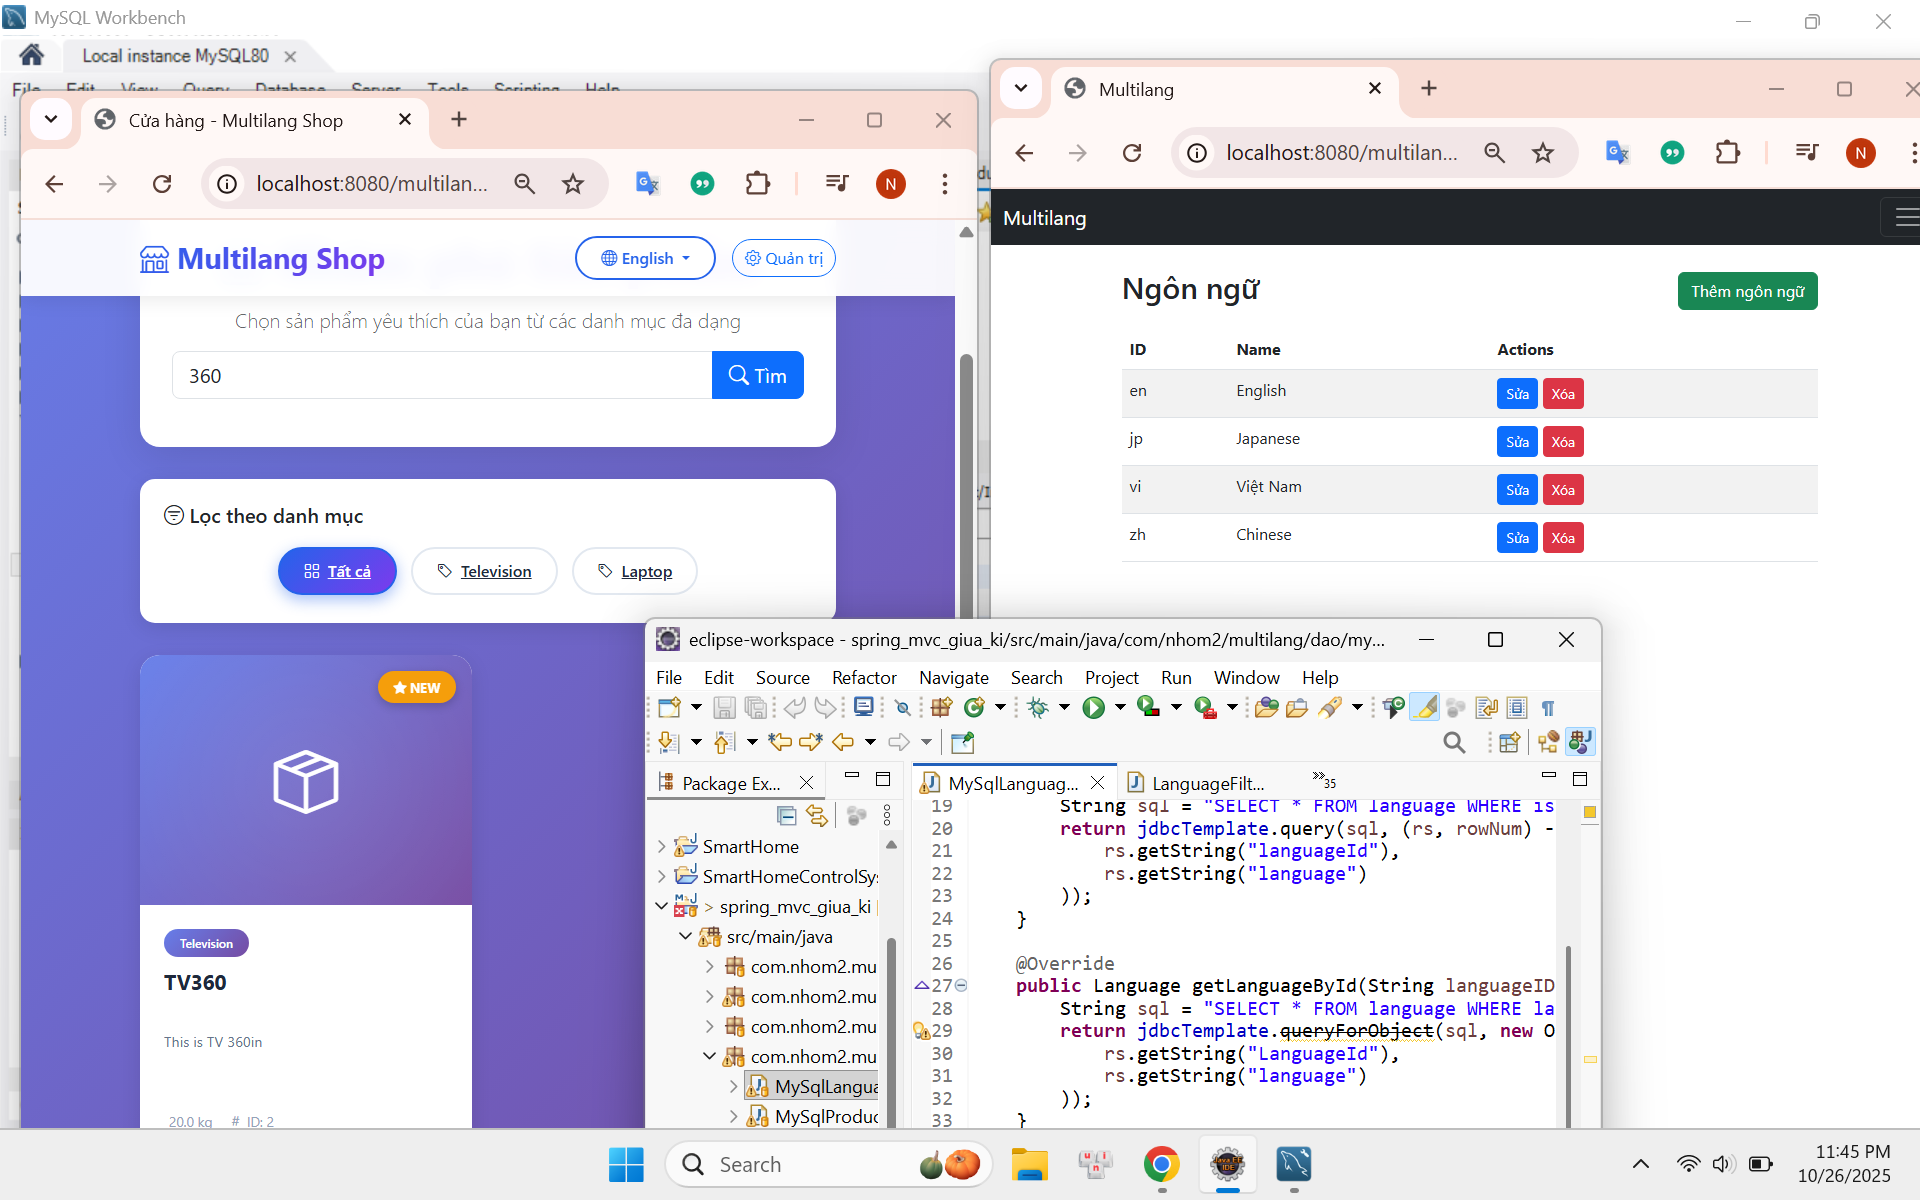 MySQL Workbench
Local instance MySQL80
File Edit View Query Database Server Tools Scripting Help
Cửa hàng - Multilang Shop
localhost:8080/multilan...
N
Multilang Shop
English
Quản trị
Chọn sản phẩm yêu thích của bạn từ các danh mục đa dạng
360
Tìm
Lọc theo danh mục
Tất cả
Television
Laptop
NEW
Television
TV360
This is TV 360in
20.0 kg # ID: 2
Multilang
localhost:8080/multilan...
N
Multilang
Ngôn ngữ
Thêm ngôn ngữ
ID Name Actions
en English Sửa Xóa
jp Japanese Sửa Xóa
vi Việt Nam Sửa Xóa
zh Chinese Sửa Xóa
eclipse-workspace - spring_mvc_giua_ki/src/main/java/com/nhom2/multilang/dao/my...
File Edit Source Refactor Navigate Search Project Run Window Help
Package Ex...
SmartHome
SmartHomeControlSy
> spring_mvc_giua_ki
src/main/java
com.nhom2.mu
com.nhom2.mu
com.nhom2.mu
com.nhom2.mu
MySqlLangua
MySqlProduc
MySqlLanguag...
LanguageFilt...
»35
19 String sql = "SELECT * FROM language WHERE is
20 return jdbcTemplate.query(sql, (rs, rowNum) -
21 rs.getString("languageId"),
22 rs.getString("language")
23 ));
24 }
25
26 @Override
27 public Language getLanguageById(String languageID
28 String sql = "SELECT * FROM language WHERE la
29 return jdbcTemplate.queryForObject(sql, new O
30 rs.getString("LanguageId"),
31 rs.getString("language")
32 ));
33 }
Search
11:45 PM
10/26/2025